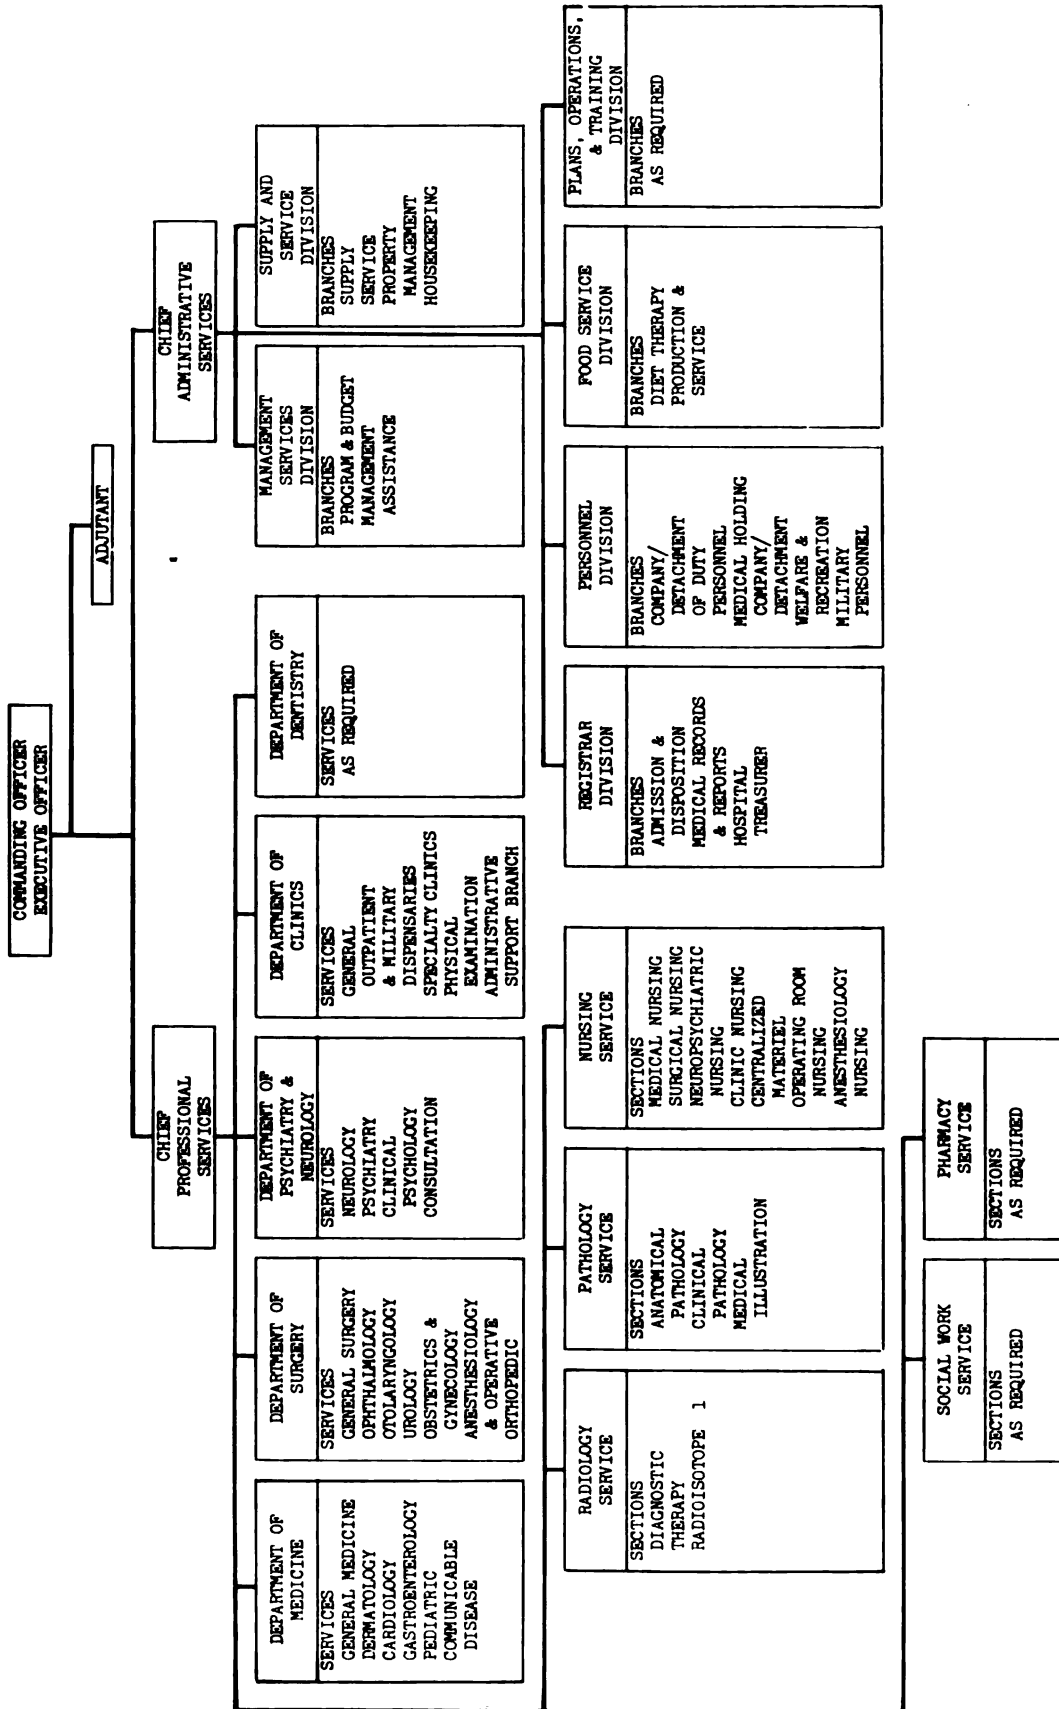 COMMANDING OFFICER
EXECUTIVE OFFICER
ADJUTANT
CHIEF
PROFESSIONAL
SERVICES
CHIEF
ADMINISTRATIVE
SERVICES
DEPARTMENT OF
MEDICINE
SERVICES
GENERAL MEDICINE
DERMATOLOGY
CARDIOLOGY
GASTROENTEROLOGY
PEDIATRIC
COMMUNICABLE
DISEASE
DEPARTMENT OF
SURGERY
SERVICES
GENERAL SURGERY
OPHTHALMOLOGY
OTOLARYNGOLOGY
UROLOGY
OBSTETRICS &
GYNECOLOGY
ANESTHESIOLOGY
& OPERATIVE
ORTHOPEDIC
DEPARTMENT OF
PSYCHIATRY &
NEUROLOGY
SERVICES
NEUROLOGY
PSYCHIATRY
CLINICAL
PSYCHOLOGY
CONSULTATION
DEPARTMENT OF
CLINICS
SERVICES
GENERAL
OUTPATIENT
& MILITARY
DISPENSARIES
SPECIALTY CLINICS
PHYSICAL
EXAMINATION
ADMINISTRATIVE
SUPPORT BRANCH
DEPARTMENT OF
DENTISTRY
SERVICES
AS REQUIRED
MANAGEMENT
SERVICES
DIVISION
BRANCHES
PROGRAM & BUDGET
MANAGEMENT
ASSISTANCE
SUPPLY AND
SERVICE
DIVISION
BRANCHES
SUPPLY
SERVICE
PROPERTY
MANAGEMENT
HOUSEKEEPING
RADIOLOGY
SERVICE
SECTIONS
DIAGNOSTIC
THERAPY
RADIOISOTOPE 1
PATHOLOGY
SERVICE
SECTIONS
ANATOMICAL
PATHOLOGY
CLINICAL
PATHOLOGY
MEDICAL
ILLUSTRATION
NURSING
SERVICE
SECTIONS
MEDICAL NURSING
SURGICAL NURSING
NEUROPSYCHIATRIC
NURSING
CLINIC NURSING
CENTRALIZED
MATERIEL
OPERATING ROOM
NURSING
ANESTHESIOLOGY
NURSING
REGISTRAR
DIVISION
BRANCHES
ADMISSION &
DISPOSITION
MEDICAL RECORDS
& REPORTS
HOSPITAL
TREASURER
PERSONNEL
DIVISION
BRANCHES
COMPANY/
DETACHMENT
OF DUTY
PERSONNEL
MEDICAL HOLDING
COMPANY/
DETACHMENT
WELFARE &
RECREATION
MILITARY
PERSONNEL
FOOD SERVICE
DIVISION
BRANCHES
DIET THERAPY
PRODUCTION &
SERVICE
PLANS, OPERATIONS,
& TRAINING
DIVISION
BRANCHES
AS REQUIRED
SOCIAL WORK
SERVICE
SECTIONS
AS REQUIRED
PHARMACY
SERVICE
SECTIONS
AS REQUIRED